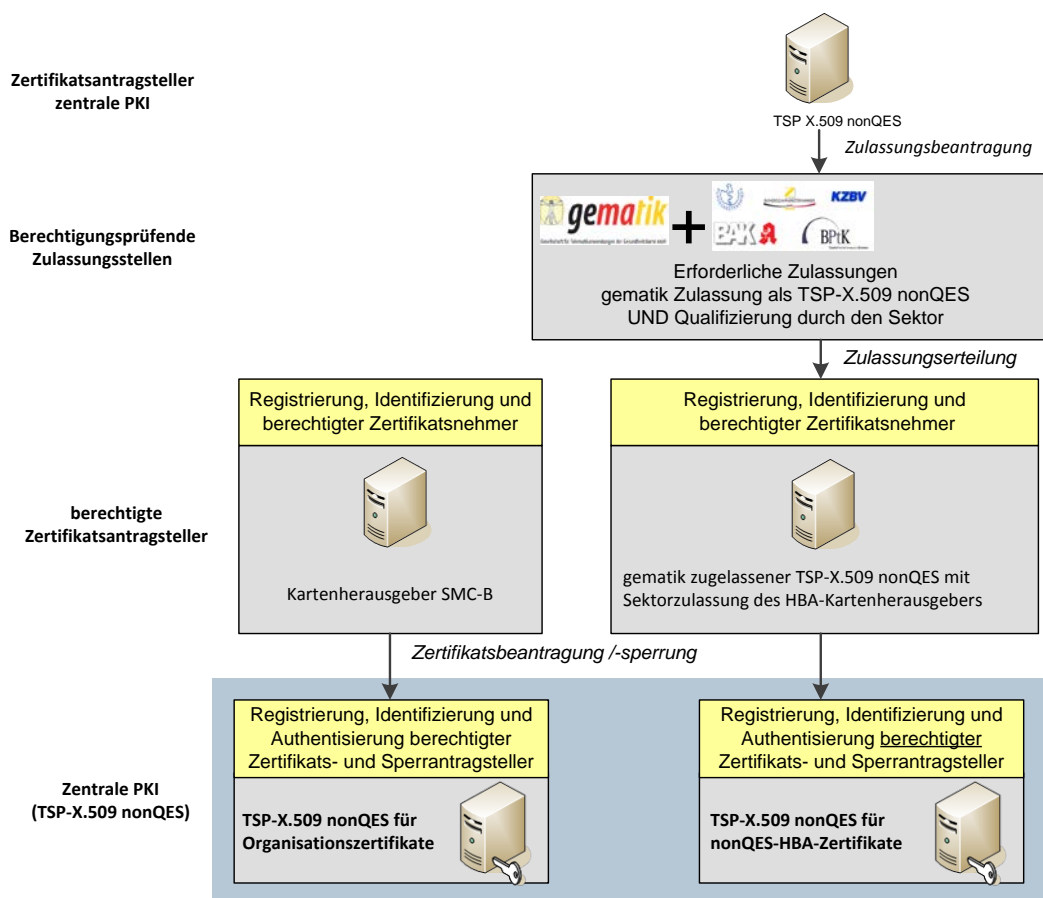 Zertifikatsantragsteller
zentrale PKI
TSP X.509 nonQES
Zulassungsbeantragung
Berechtigungsprüfende
Zulassungsstellen
gematik
+
KZBV
BAK
BPtK
Erforderliche Zulassungen
gematik Zulassung als TSP-X.509 nonQES
UND Qualifizierung durch den Sektor
Zulassungserteilung
Registrierung, Identifizierung und
berechtigter Zertifikatsnehmer
Registrierung, Identifizierung und
berechtigter Zertifikatsnehmer
berechtigte
Zertifikatsantragsteller
Kartenherausgeber SMC-B
gematik zugelassener TSP-X.509 nonQES mit
Sektorzulassung des HBA-Kartenherausgebers
Zertifikatsbeantragung /-sperrung
Registrierung, Identifizierung und
Authentisierung berechtigter
Zertifikats- und Sperrantragsteller
Registrierung, Identifizierung und
Authentisierung berechtigter
Zertifikats- und Sperrantragsteller
Zentrale PKI
(TSP-X.509 nonQES)
TSP-X.509 nonQES für
Organisationszertifikate
TSP-X.509 nonQES für
nonQES-HBA-Zertifikate